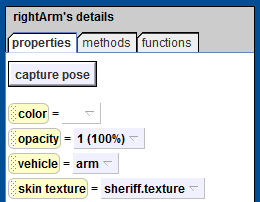 rightArm's details
properties methods functions
capture pose
color =
opacity = 1 (100%)
vehicle = arm
skin texture = sheriff.texture